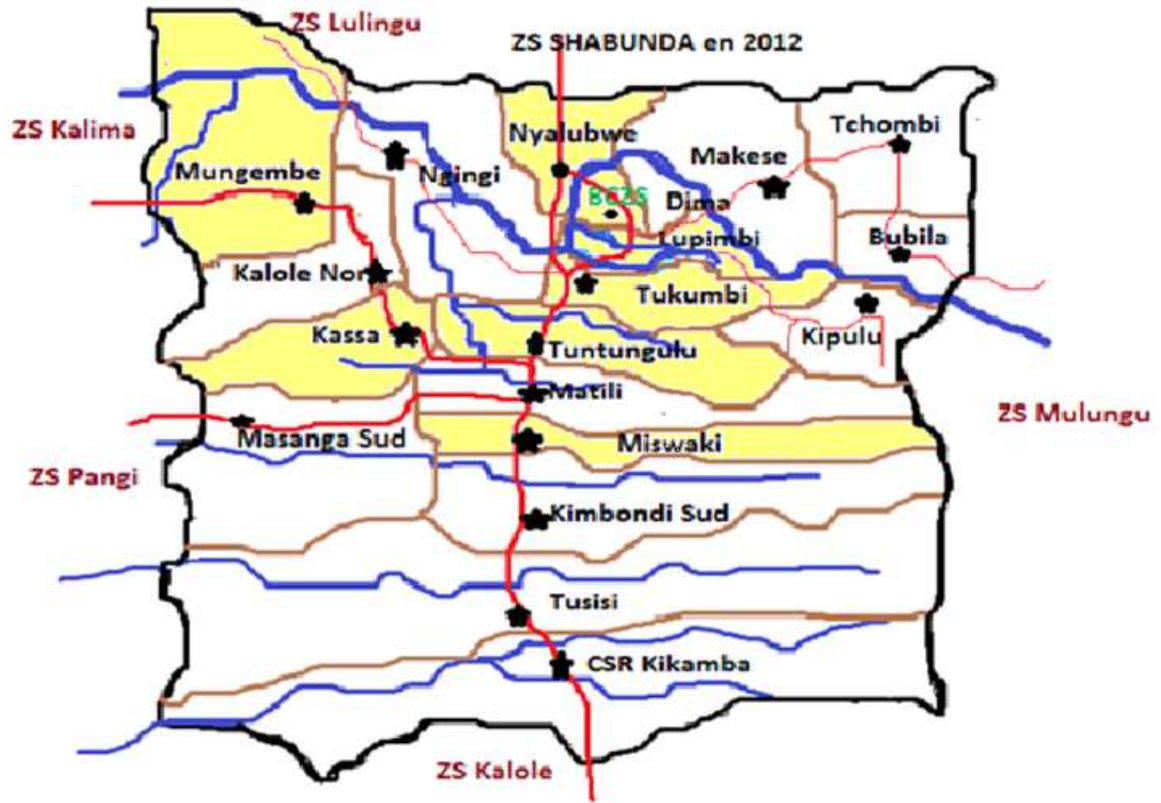 ZS Lulingu
ZS SHABUNDA en 2012
ZS Kalima
Nyalubwe
Tchombi
Makese
Mungembe
Ngingi
BCZS
Dima
Lupimbi
Bubila
Kalole Nor
Tukumbi
Kassa
Kipulu
Tuntungulu
Matili
ZS Mulungu
Masanga Sud
Miswaki
ZS Pangi
Kimbondi Sud
Tusisi
CSR Kikamba
ZS Kalole